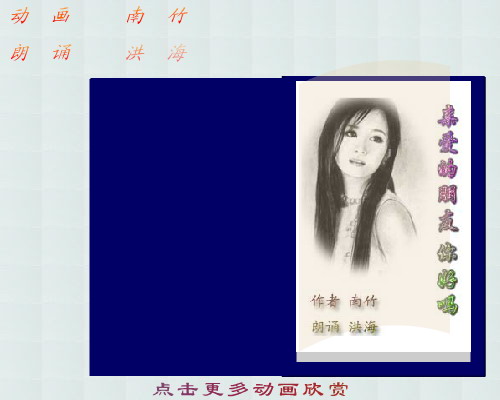 动画 南竹
朗诵 洪海
亲爱的朋友你好吗
作者 南竹
朗诵 洪海
点击更多动画欣赏